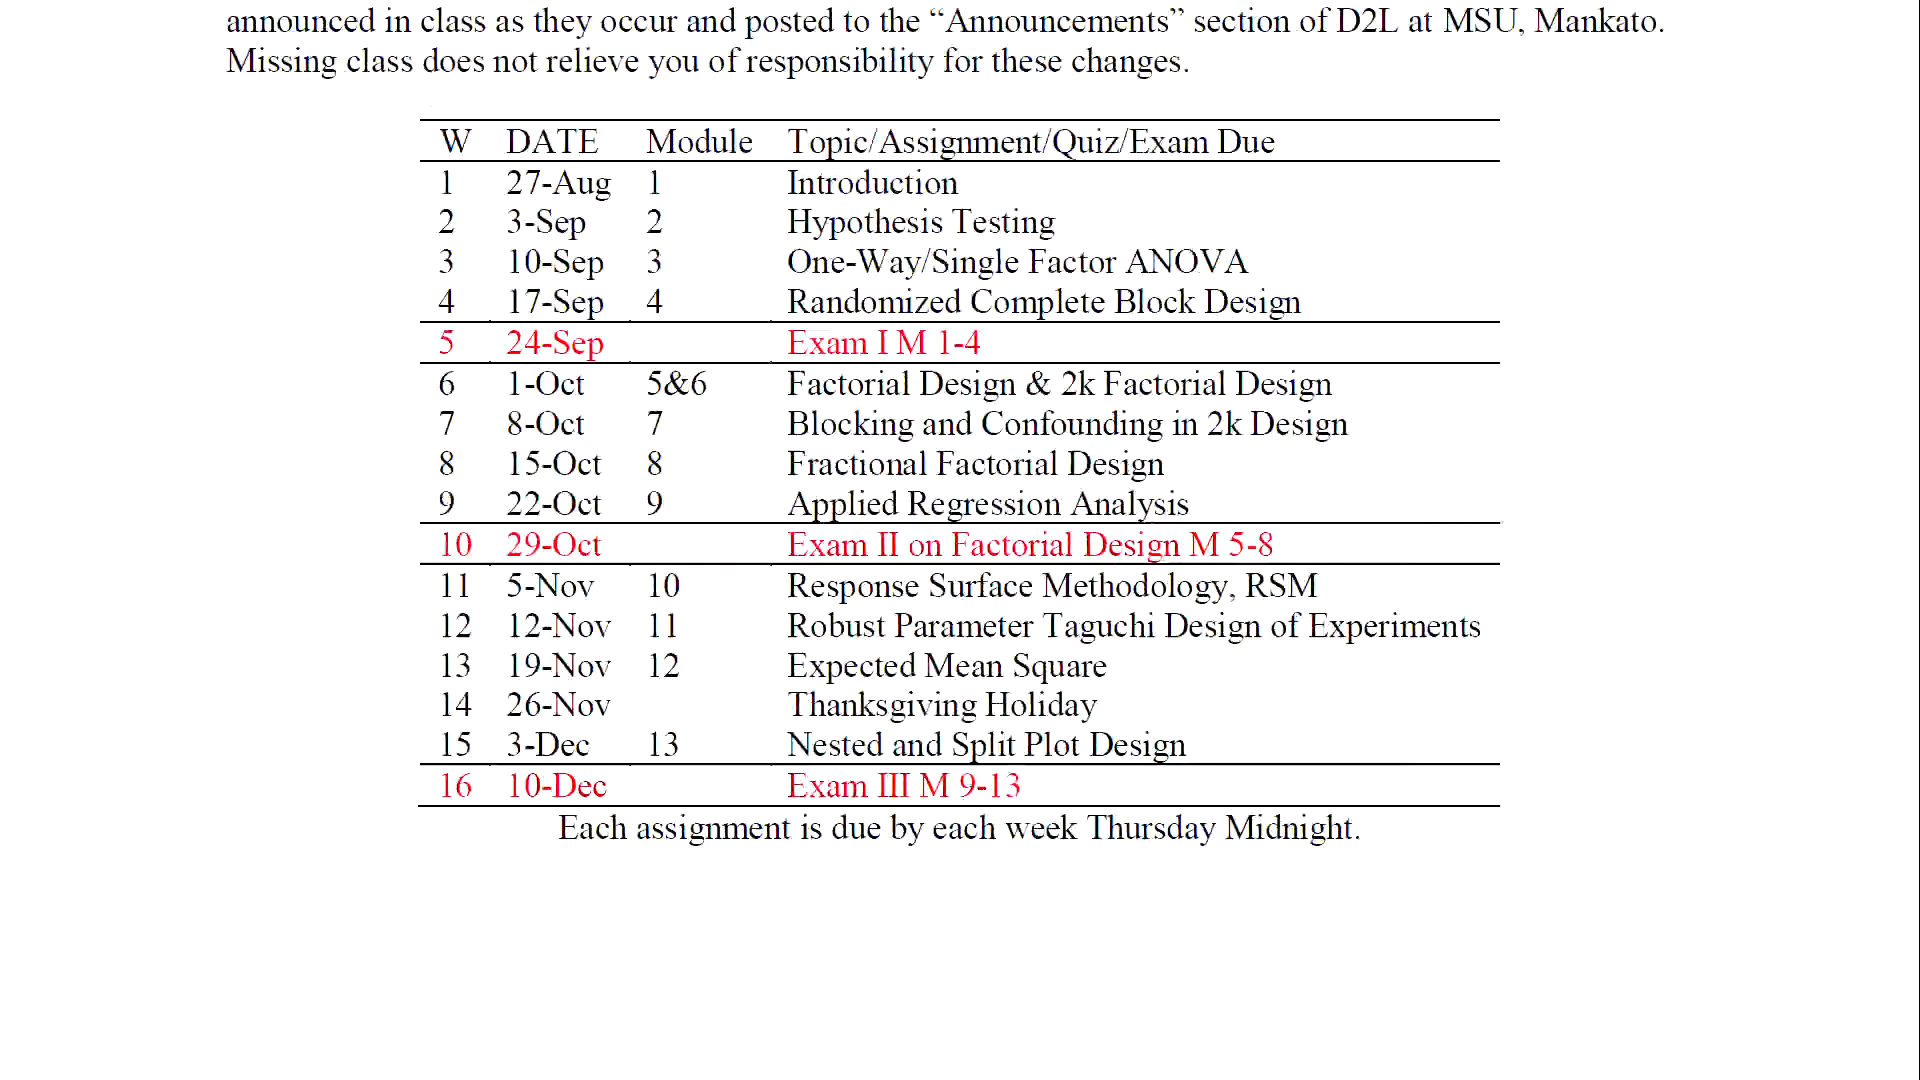 announced in class as they occur and posted to the “Announcements” section of D2L at MSU, Mankato.
Missing class does not relieve you of responsibility for these changes.
W DATE Module Topic/Assignment/Quiz/Exam Due
1 27-Aug 1 Introduction
2 3-Sep 2 Hypothesis Testing
3 10-Sep 3 One-Way/Single Factor ANOVA
4 17-Sep 4 Randomized Complete Block Design
5 24-Sep Exam I M 1-4
6 1-Oct 5&6 Factorial Design & 2k Factorial Design
7 8-Oct 7 Blocking and Confounding in 2k Design
8 15-Oct 8 Fractional Factorial Design
9 22-Oct 9 Applied Regression Analysis
10 29-Oct Exam II on Factorial Design M 5-8
11 5-Nov 10 Response Surface Methodology, RSM
12 12-Nov 11 Robust Parameter Taguchi Design of Experiments
13 19-Nov 12 Expected Mean Square
14 26-Nov Thanksgiving Holiday
15 3-Dec 13 Nested and Split Plot Design
16 10-Dec Exam III M 9-13
Each assignment is due by each week Thursday Midnight.